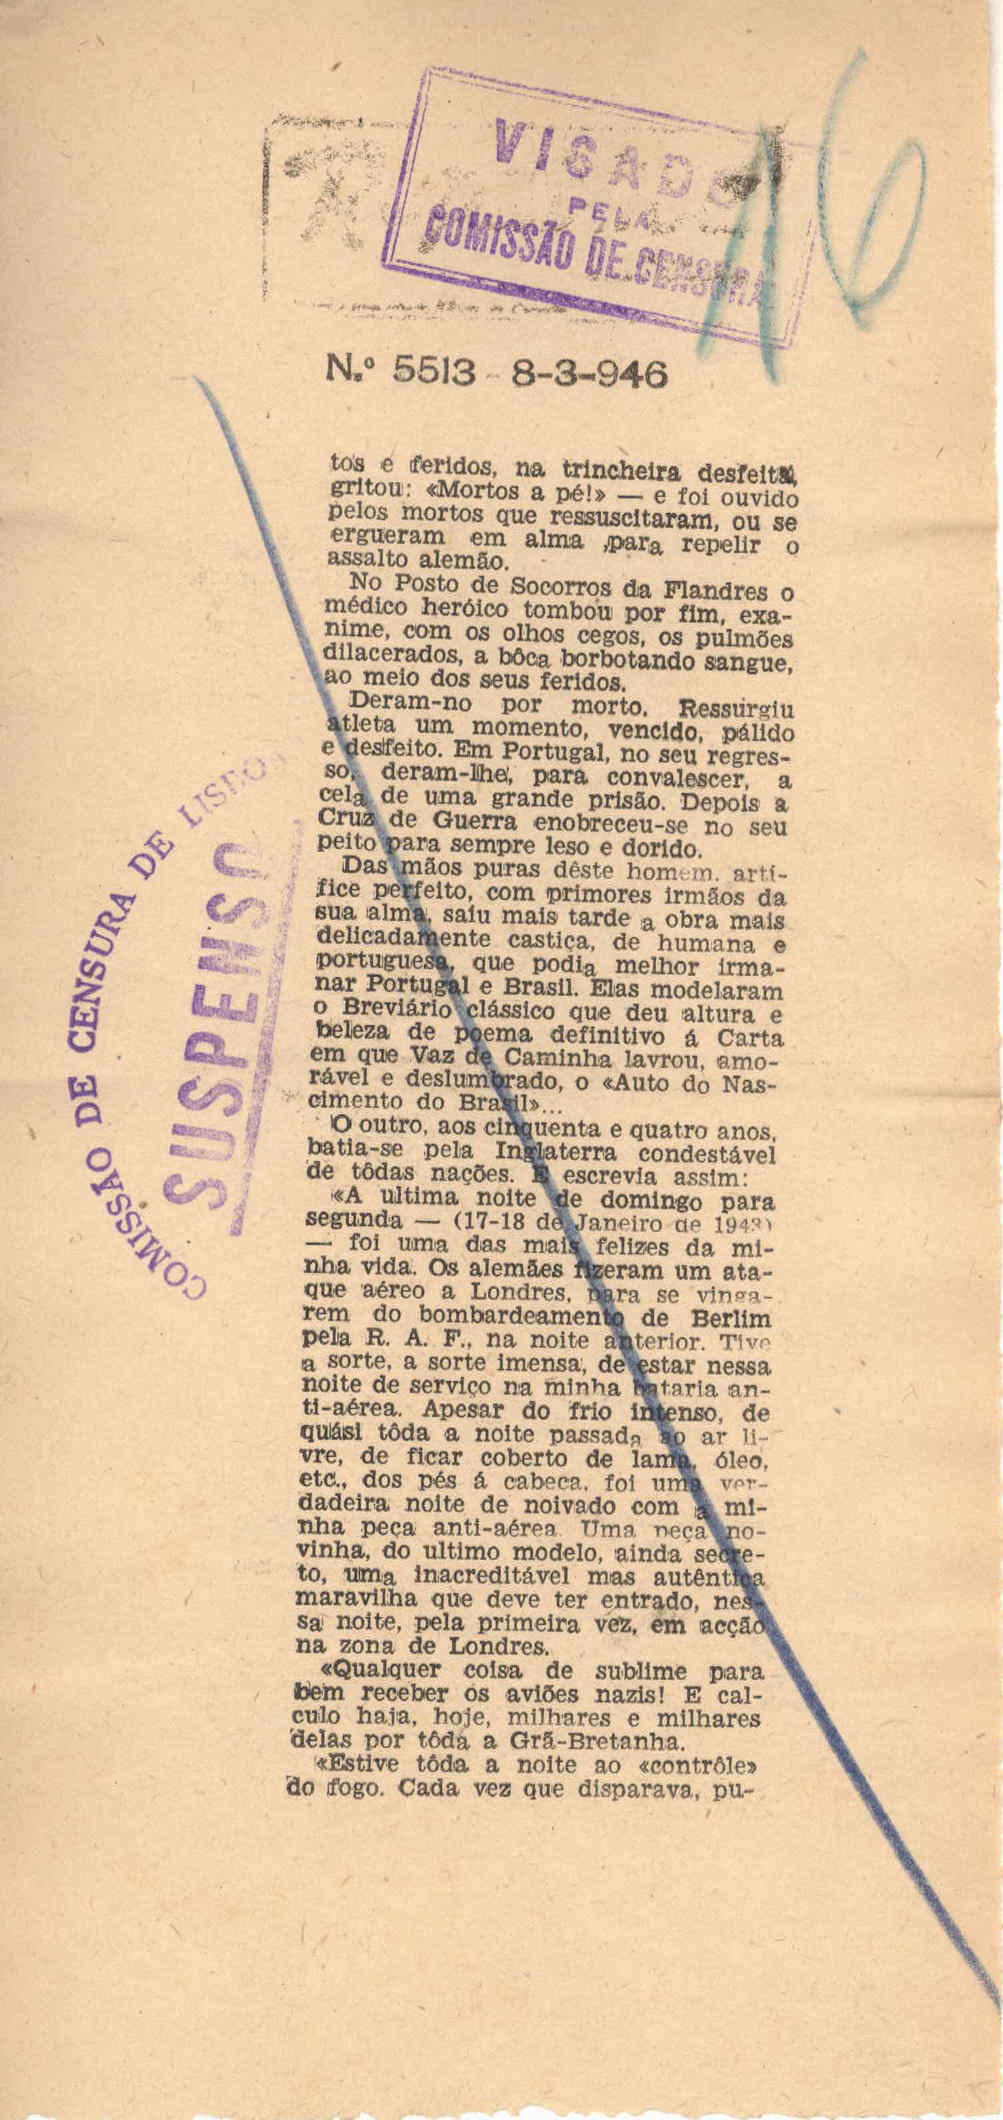 VISADO
PELA
COMISSÃO DE CENSURA
16
N.º 5513 - 8-3-946
tos e feridos, na trincheira desfeita,
gritou: «Mortos a pé!» — e foi ouvido
pelos mortos que ressuscitaram, ou se
ergueram em alma ,para repelir o
assalto alemão.
No Posto de Socorros da Flandres o
médico heróico tombou por fim, exa-
nime, com os olhos cegos, os pulmões
dilacerados, a bôca borbotando sangue,
ao meio dos seus feridos.
Deram-no por morto. Ressurgiu
atleta um momento, vencido, pálido
e desfeito. Em Portugal, no seu regres-
so, deram-lhe, para convalescer, a
cela de uma grande prisão. Depois a
Cruz de Guerra enobreceu-se no seu
peito para sempre leso e dorido.
Das mãos puras dêste homem, artí-
fice perfeito, com primores irmãos da
sua alma, saiu mais tarde a obra mais
delicadamente castiça, de humana e
portuguesa, que podia melhor irma-
nar Portugal e Brasil. Elas modelaram
o Breviário clássico que deu altura e
beleza de poema definitivo á Carta
em que Vaz de Caminha lavrou, amo-
rável e deslumbrado, o «Auto do Nas-
cimento do Brasil»...
O outro, aos cinquenta e quatro anos,
batia-se pela Inglaterra condestável
de tôdas nações. E escrevia assim:
«A ultima noite de domingo para
segunda — (17-18 de Janeiro de 1943)
— foi uma das mais felizes da mi-
nha vida. Os alemães fizeram um ata-
que aéreo a Londres, para se vinga-
rem do bombardeamento de Berlim
pela R. A. F., na noite anterior. Tive
a sorte, a sorte imensa, de estar nessa
noite de serviço na minha bataria an-
ti-aérea. Apesar do frio intenso, de
quási tôda a noite passada ao ar li-
vre, de ficar coberto de lama, óleo,
etc., dos pés á cabeca, foi uma ver-
dadeira noite de noivado com a mi-
nha peça anti-aérea. Uma peça no-
vinha, do ultimo modelo, ainda secre-
to, uma inacreditável mas autêntica
maravilha que deve ter entrado, nes-
sa noite, pela primeira vez, em acção
na zona de Londres.
«Qualquer coisa de sublime para
bem receber os aviões nazis! E cal-
culo haja, hoje, milhares e milhares
delas por tôda a Grã-Bretanha.
«Estive tôda a noite ao «contrôle»
do fogo. Cada vez que disparava, pu-
COMISSÃO DE CENSURA DE LISBOA
SUSPENSO